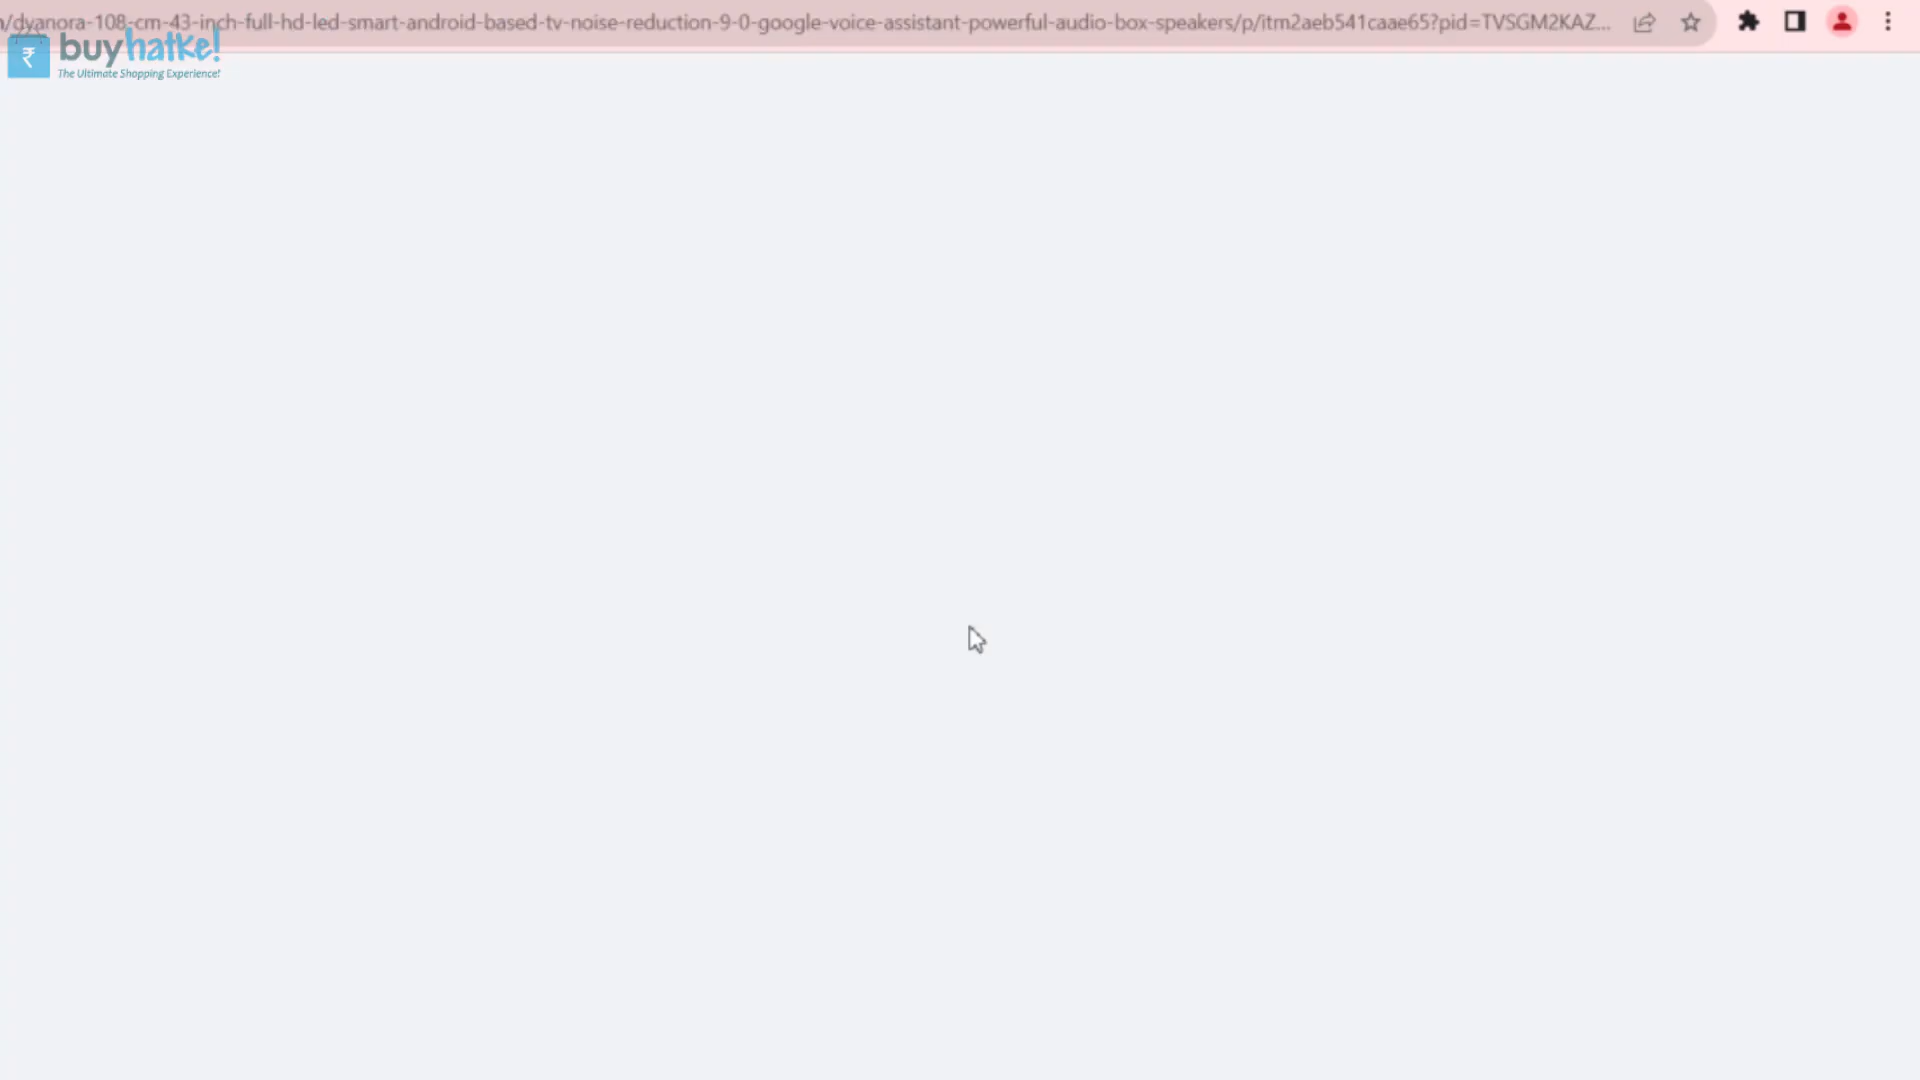 /dyanora-108-cm-43-inch-full-hd-led-smart-android-based-tv-noise-reduction-9-0-google-voice-assistant-powerful-audio-box-speakers/p/itm2aeb541caae65?pid=TVSGM2KAZ...
₹ buyhatke!
The Ultimate Shopping Experience!